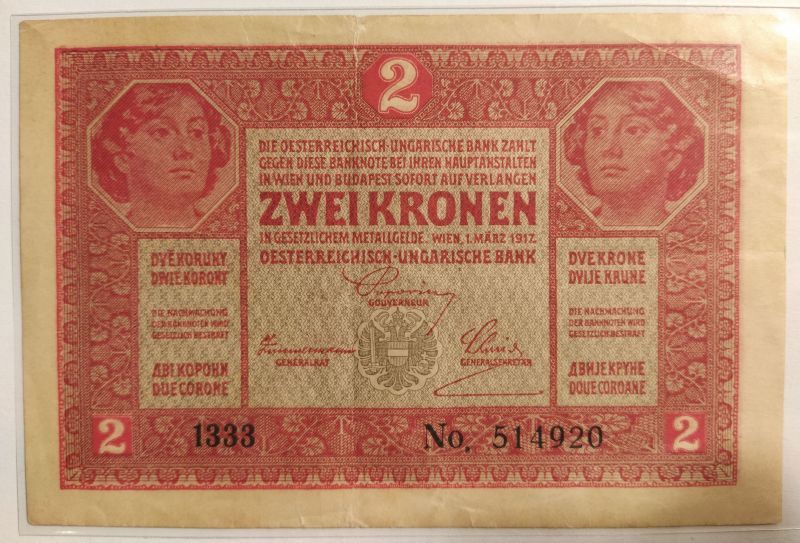 2
DIE OESTERREICHISCH-UNGARISCHE BANK ZAHLT
GEGEN DIESE BANKNOTE BEI IHREN HAUPTANSTALTEN
IN WIEN UND BUDAPEST SOFORT AUF VERLANGEN
ZWEI KRONEN
IN GESETZLICHEM METALLGELDE. WIEN, 1. MÄRZ 1917.
OESTERREICHISCH-UNGARISCHE BANK
GOUVERNEUR
GENERALRAT
GENERALSEKRETÄR
DVĚ KORUNY
DWIE KORONY
DIE NACHMACHUNG
DER BANKNOTEN WIRD
GESETZLICH BESTRAFT
ДВІ КОРОНИ
DUE CORONE
DVE KRONE
DVIJE KRUNE
DIE NACHMACHUNG
DER BANKNOTEN WIRD
GESETZLICH BESTRAFT
ДВИЈЕ КРУНЕ
DOUE COROANE
2
1333
No. 514920
2